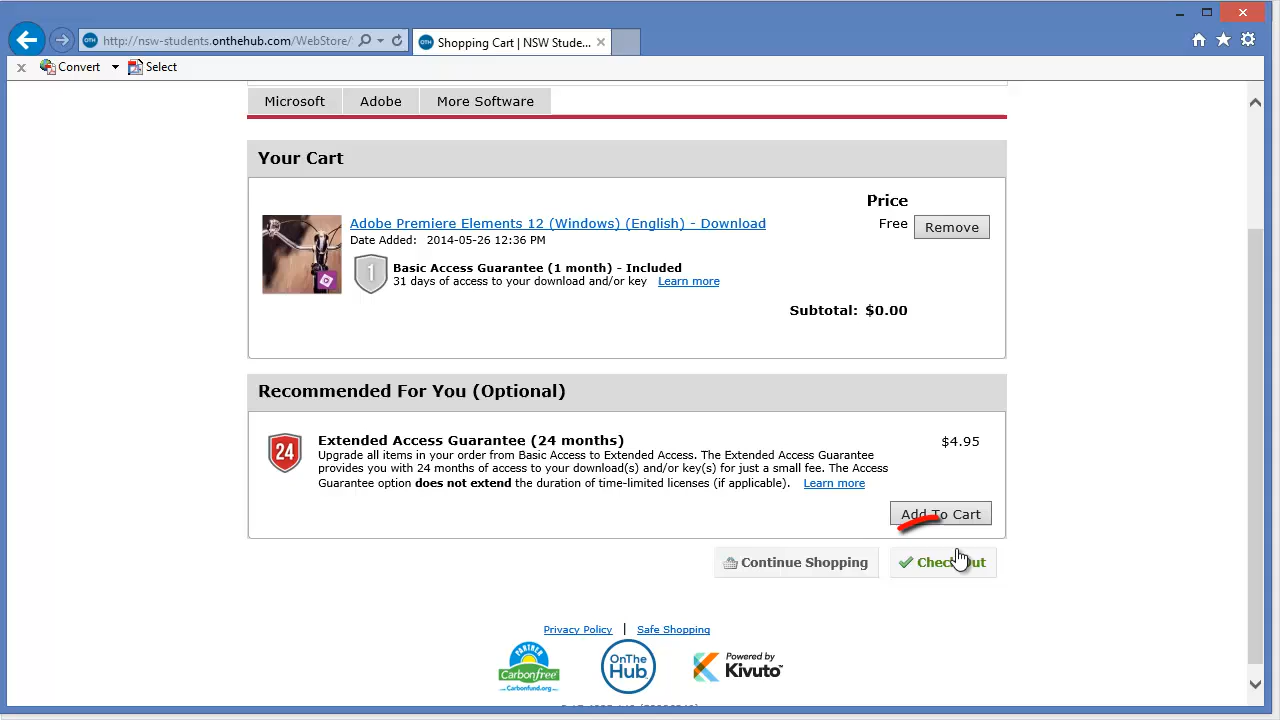 http://nsw-students.onthehub.com/WebStore/
Shopping Cart | NSW Stude...
Convert
Select
Microsoft
Adobe
More Software
Your Cart
Price
Adobe Premiere Elements 12 (Windows) (English) - Download
Free
Remove
Date Added: 2014-05-26 12:36 PM
1
Basic Access Guarantee (1 month) - Included
31 days of access to your download and/or key Learn more
Subtotal: $0.00
Recommended For You (Optional)
24
Extended Access Guarantee (24 months)
$4.95
Upgrade all items in your order from Basic Access to Extended Access. The Extended Access Guarantee
provides you with 24 months of access to your download(s) and/or key(s) for just a small fee. The Access
Guarantee option does not extend the duration of time-limited licenses (if applicable). Learn more
Add To Cart
Continue Shopping
Check Out
Privacy Policy | Safe Shopping
PARTNER
Carbonfree
Carbonfund.org
OnThe
Hub
Powered by
Kivuto